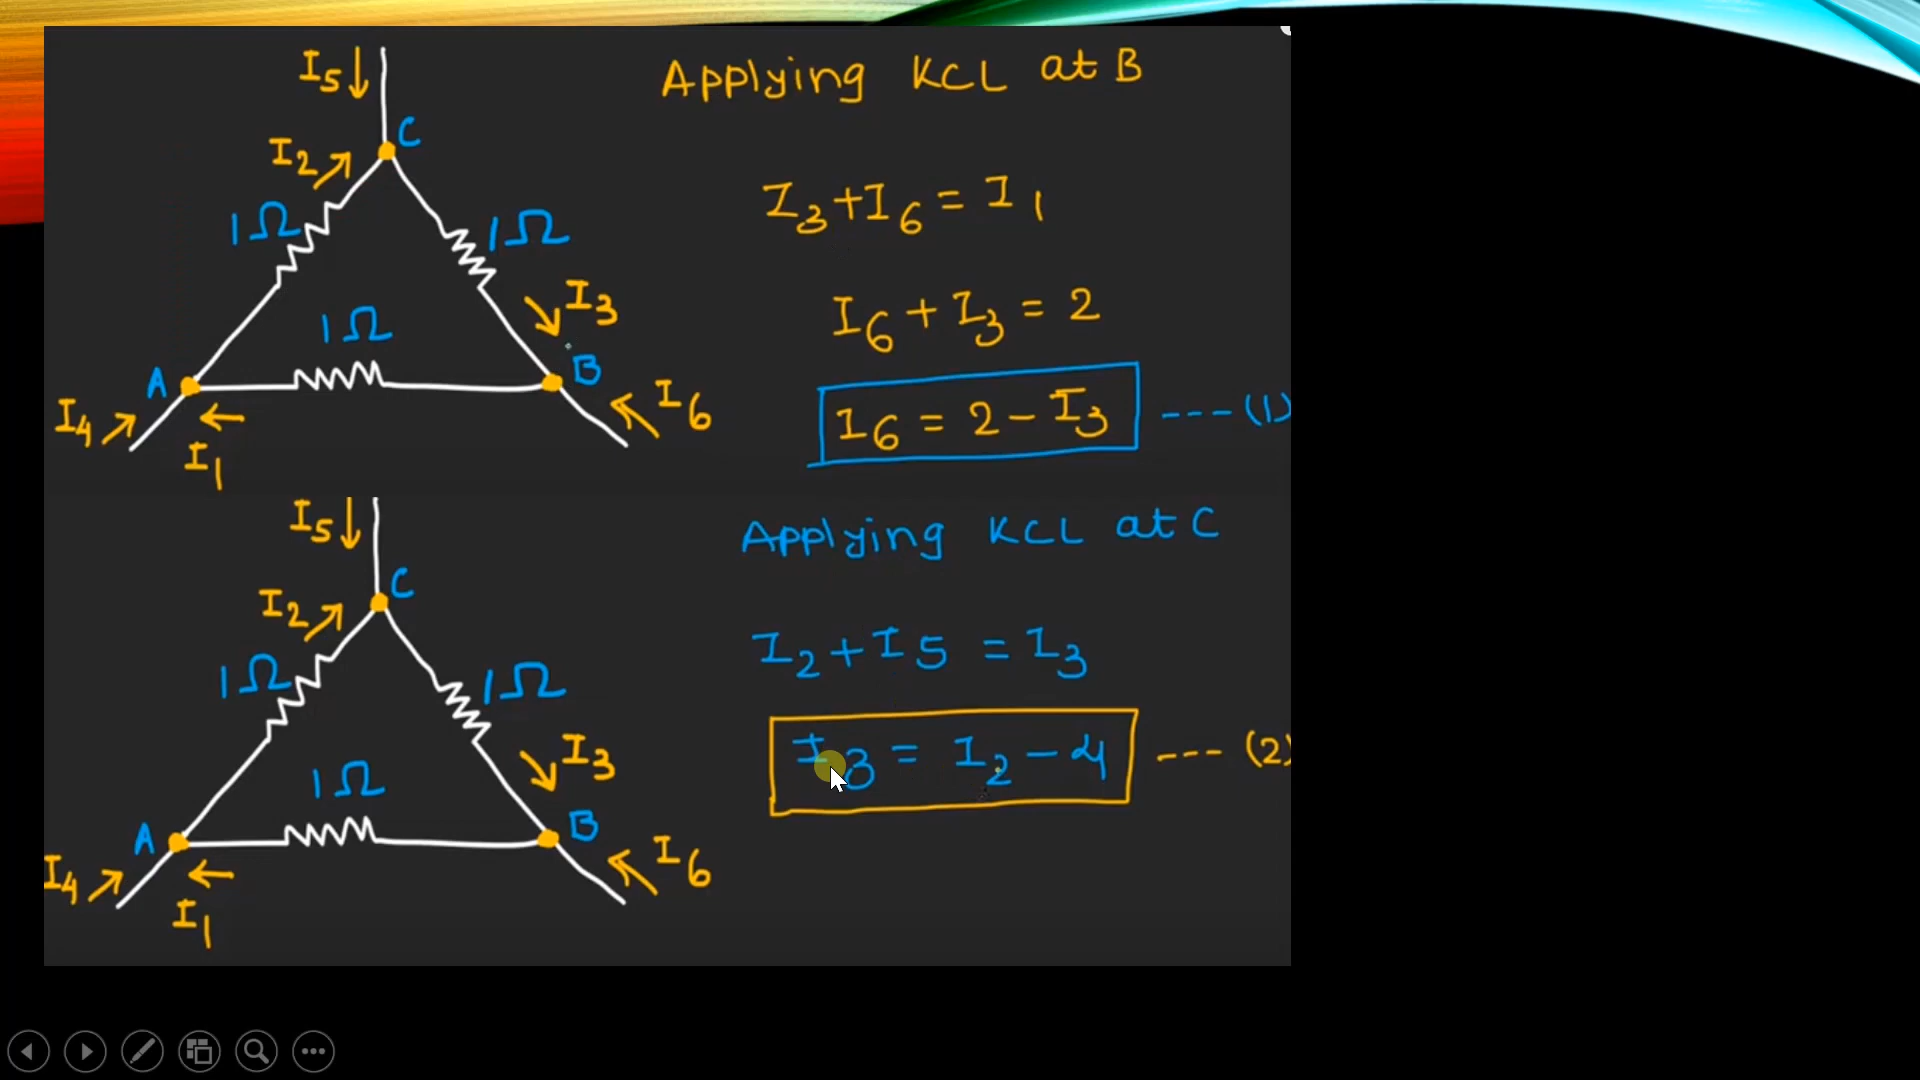 I5
C
I2
1Ω
1Ω
I3
1Ω
A
B
I4
I1
I6
Applying KCL at B
I3+I6 = I1
I6 + I3 = 2
I6 = 2 - I3 ---(1)
I5
C
I2
1Ω
1Ω
I3
1Ω
A
B
I4
I1
I6
Applying KCL at C
I2 + I5 = I3
I3 = I2 - 4 --- (2)